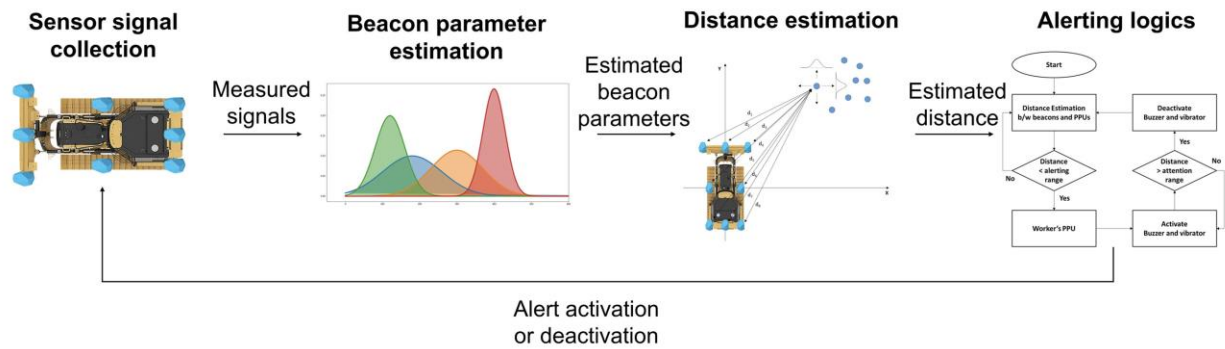 Sensor signal
collection
Measured
signals
Beacon parameter
estimation
Estimated
beacon
parameters
Distance estimation
Y
X
d₁
Estimated
distance
Alerting logics
Start
Distance Estimation
b/w beacons and PPUs
Distance
< alerting
range
No
Yes
Worker's PPU
Deactivate
Buzzer and vibrator
Yes
Distance
> attention
range
No
Activate
Buzzer and vibrator
Alert activation
or deactivation